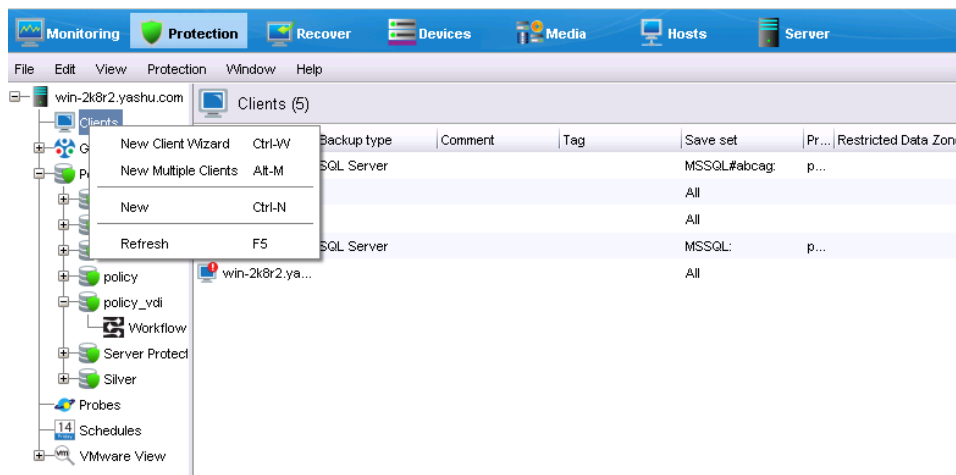 Monitoring Protection Recover Devices Media Hosts Server
File Edit View Protection Window Help
win-2k8r2.yashu.com
Clients (5)
Clients
New Client Wizard Ctrl-W
New Multiple Clients Alt-M
New Ctrl-N
Refresh F5
G
P
Backup type Comment Tag Save set Pr... Restricted Data Zon
SQL Server MSSQL#abcag: p...
All
All
SQL Server MSSQL: p...
win-2k8r2.ya... All
policy
policy_vdi
Workflow
Server Protect
Silver
Probes
14
Schedules
vm
VMware View